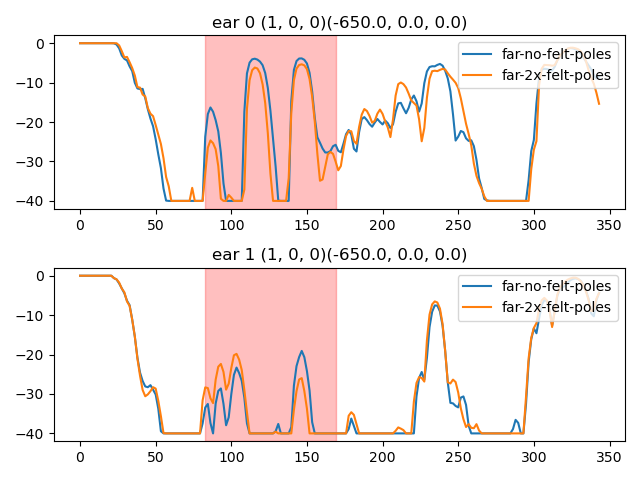 ear 0 (1, 0, 0)(-650.0, 0.0, 0.0)
0
−10
−20
−30
−40
far-no-felt-poles
far-2x-felt-poles
0 50 100 150 200 250 300 350
ear 1 (1, 0, 0)(-650.0, 0.0, 0.0)
0
−10
−20
−30
−40
far-no-felt-poles
far-2x-felt-poles
0 50 100 150 200 250 300 350